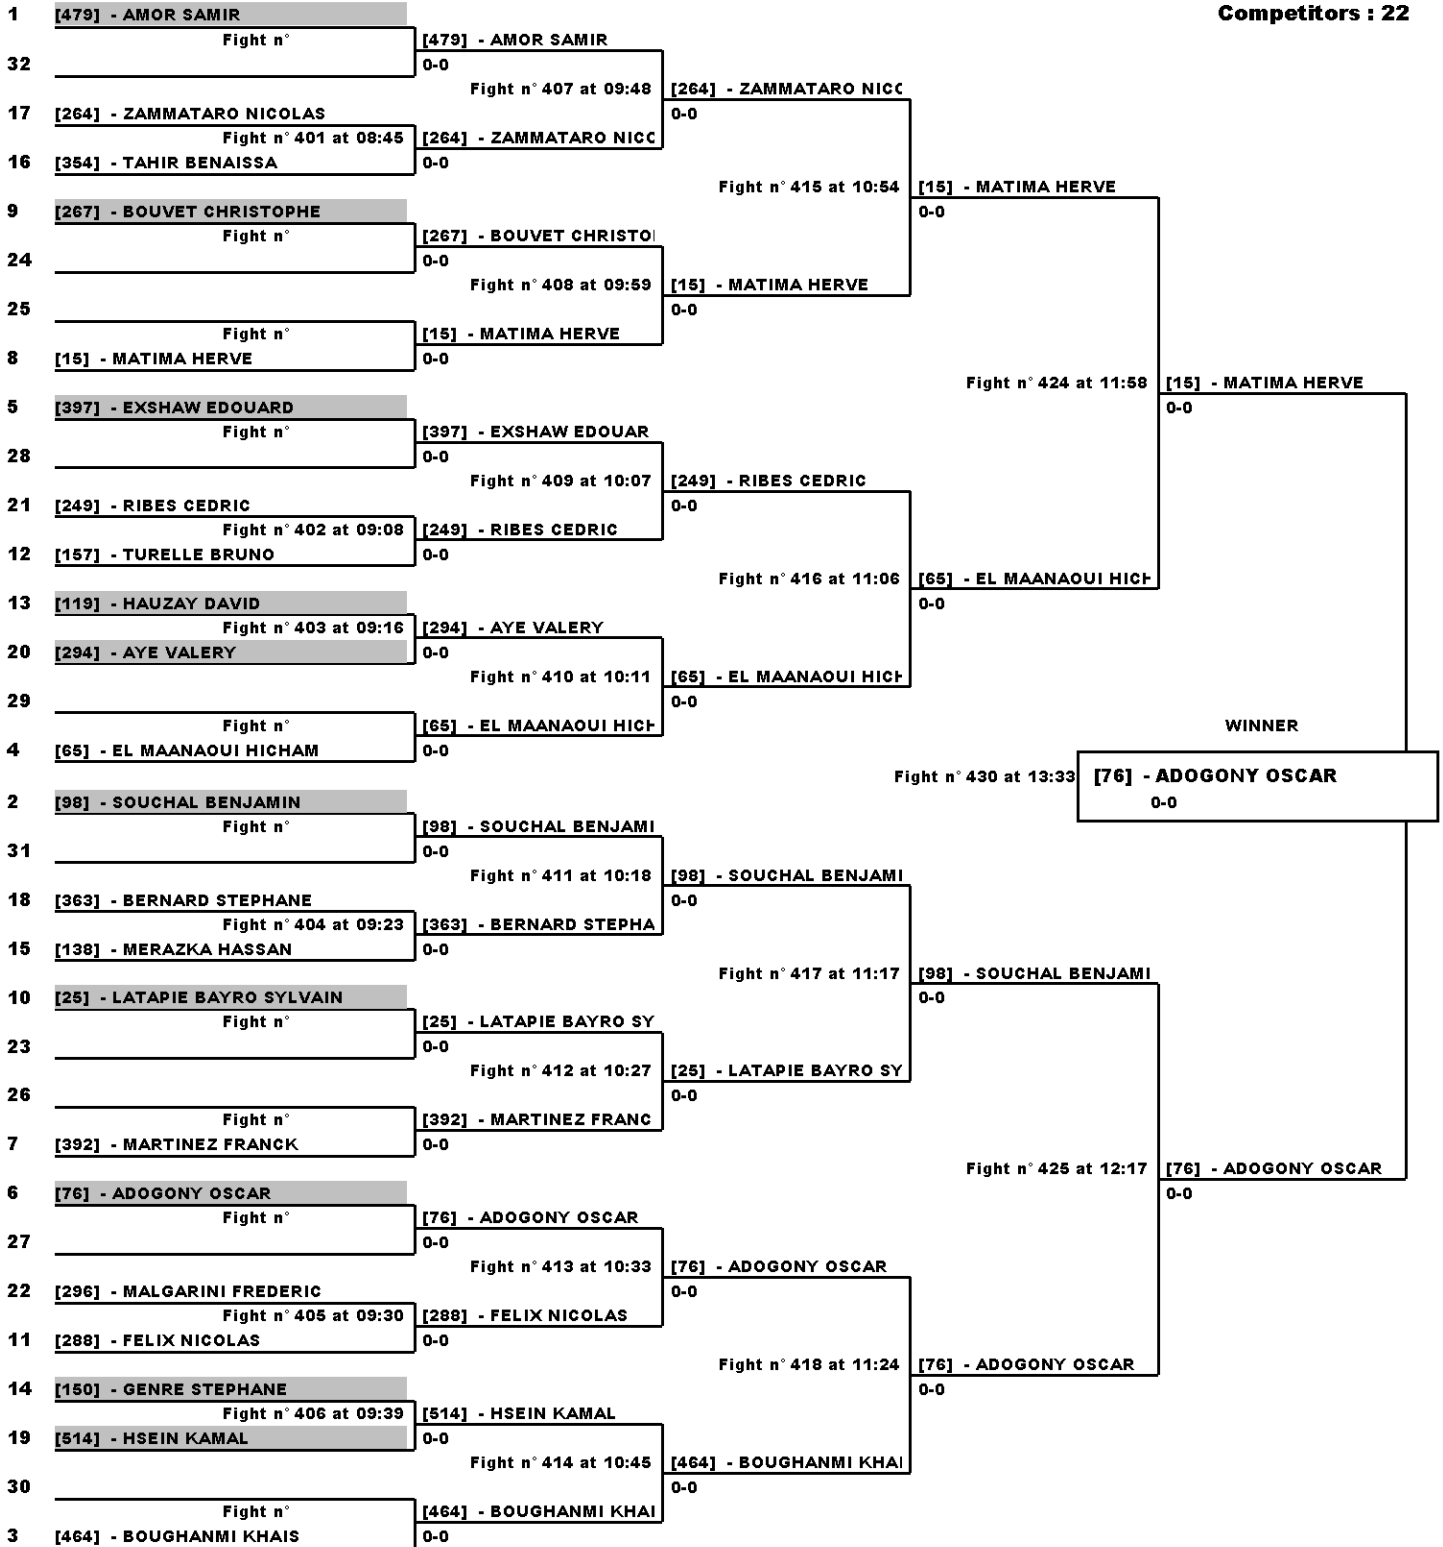 Competitors : 22
1 [479] - AMOR SAMIR
Fight n°
[479] - AMOR SAMIR
32
0-0
Fight n° 407 at 09:48
[264] - ZAMMATARO NICC
17 [264] - ZAMMATARO NICOLAS
0-0
Fight n° 401 at 08:45
[264] - ZAMMATARO NICC
16 [354] - TAHIR BENAISSA
0-0
Fight n° 415 at 10:54
[15] - MATIMA HERVE
9 [267] - BOUVET CHRISTOPHE
0-0
Fight n°
[267] - BOUVET CHRISTO
24
0-0
Fight n° 408 at 09:59
[15] - MATIMA HERVE
25
0-0
Fight n°
[15] - MATIMA HERVE
8 [15] - MATIMA HERVE
0-0
Fight n° 424 at 11:58
[15] - MATIMA HERVE
5 [397] - EXSHAW EDOUARD
0-0
Fight n°
[397] - EXSHAW EDOUAR
28
0-0
Fight n° 409 at 10:07
[249] - RIBES CEDRIC
21 [249] - RIBES CEDRIC
0-0
Fight n° 402 at 09:08
[249] - RIBES CEDRIC
12 [157] - TURELLE BRUNO
0-0
Fight n° 416 at 11:06
[65] - EL MAANAOUI HICH
13 [119] - HAUZAY DAVID
0-0
Fight n° 403 at 09:16
[294] - AYE VALERY
20 [294] - AYE VALERY
0-0
Fight n° 410 at 10:11
[65] - EL MAANAOUI HICH
29
0-0
Fight n°
[65] - EL MAANAOUI HICH
WINNER
4 [65] - EL MAANAOUI HICHAM
0-0
Fight n° 430 at 13:33
[76] - ADOGONY OSCAR
0-0
2 [98] - SOUCHAL BENJAMIN
Fight n°
[98] - SOUCHAL BENJAMI
31
0-0
Fight n° 411 at 10:18
[98] - SOUCHAL BENJAMI
18 [363] - BERNARD STEPHANE
0-0
Fight n° 404 at 09:23
[363] - BERNARD STEPHA
15 [138] - MERAZKA HASSAN
0-0
Fight n° 417 at 11:17
[98] - SOUCHAL BENJAMI
10 [25] - LATAPIE BAYRO SYLVAIN
0-0
Fight n°
[25] - LATAPIE BAYRO SY
23
0-0
Fight n° 412 at 10:27
[25] - LATAPIE BAYRO SY
26
0-0
Fight n°
[392] - MARTINEZ FRANC
7 [392] - MARTINEZ FRANCK
0-0
Fight n° 425 at 12:17
[76] - ADOGONY OSCAR
6 [76] - ADOGONY OSCAR
0-0
Fight n°
[76] - ADOGONY OSCAR
27
0-0
Fight n° 413 at 10:33
[76] - ADOGONY OSCAR
22 [296] - MALGARINI FREDERIC
0-0
Fight n° 405 at 09:30
[288] - FELIX NICOLAS
11 [288] - FELIX NICOLAS
0-0
Fight n° 418 at 11:24
[76] - ADOGONY OSCAR
14 [150] - GENRE STEPHANE
0-0
Fight n° 406 at 09:39
[514] - HSEIN KAMAL
19 [514] - HSEIN KAMAL
0-0
Fight n° 414 at 10:45
[464] - BOUGHANMI KHAI
30
0-0
Fight n°
[464] - BOUGHANMI KHAI
3 [464] - BOUGHANMI KHAIS
0-0